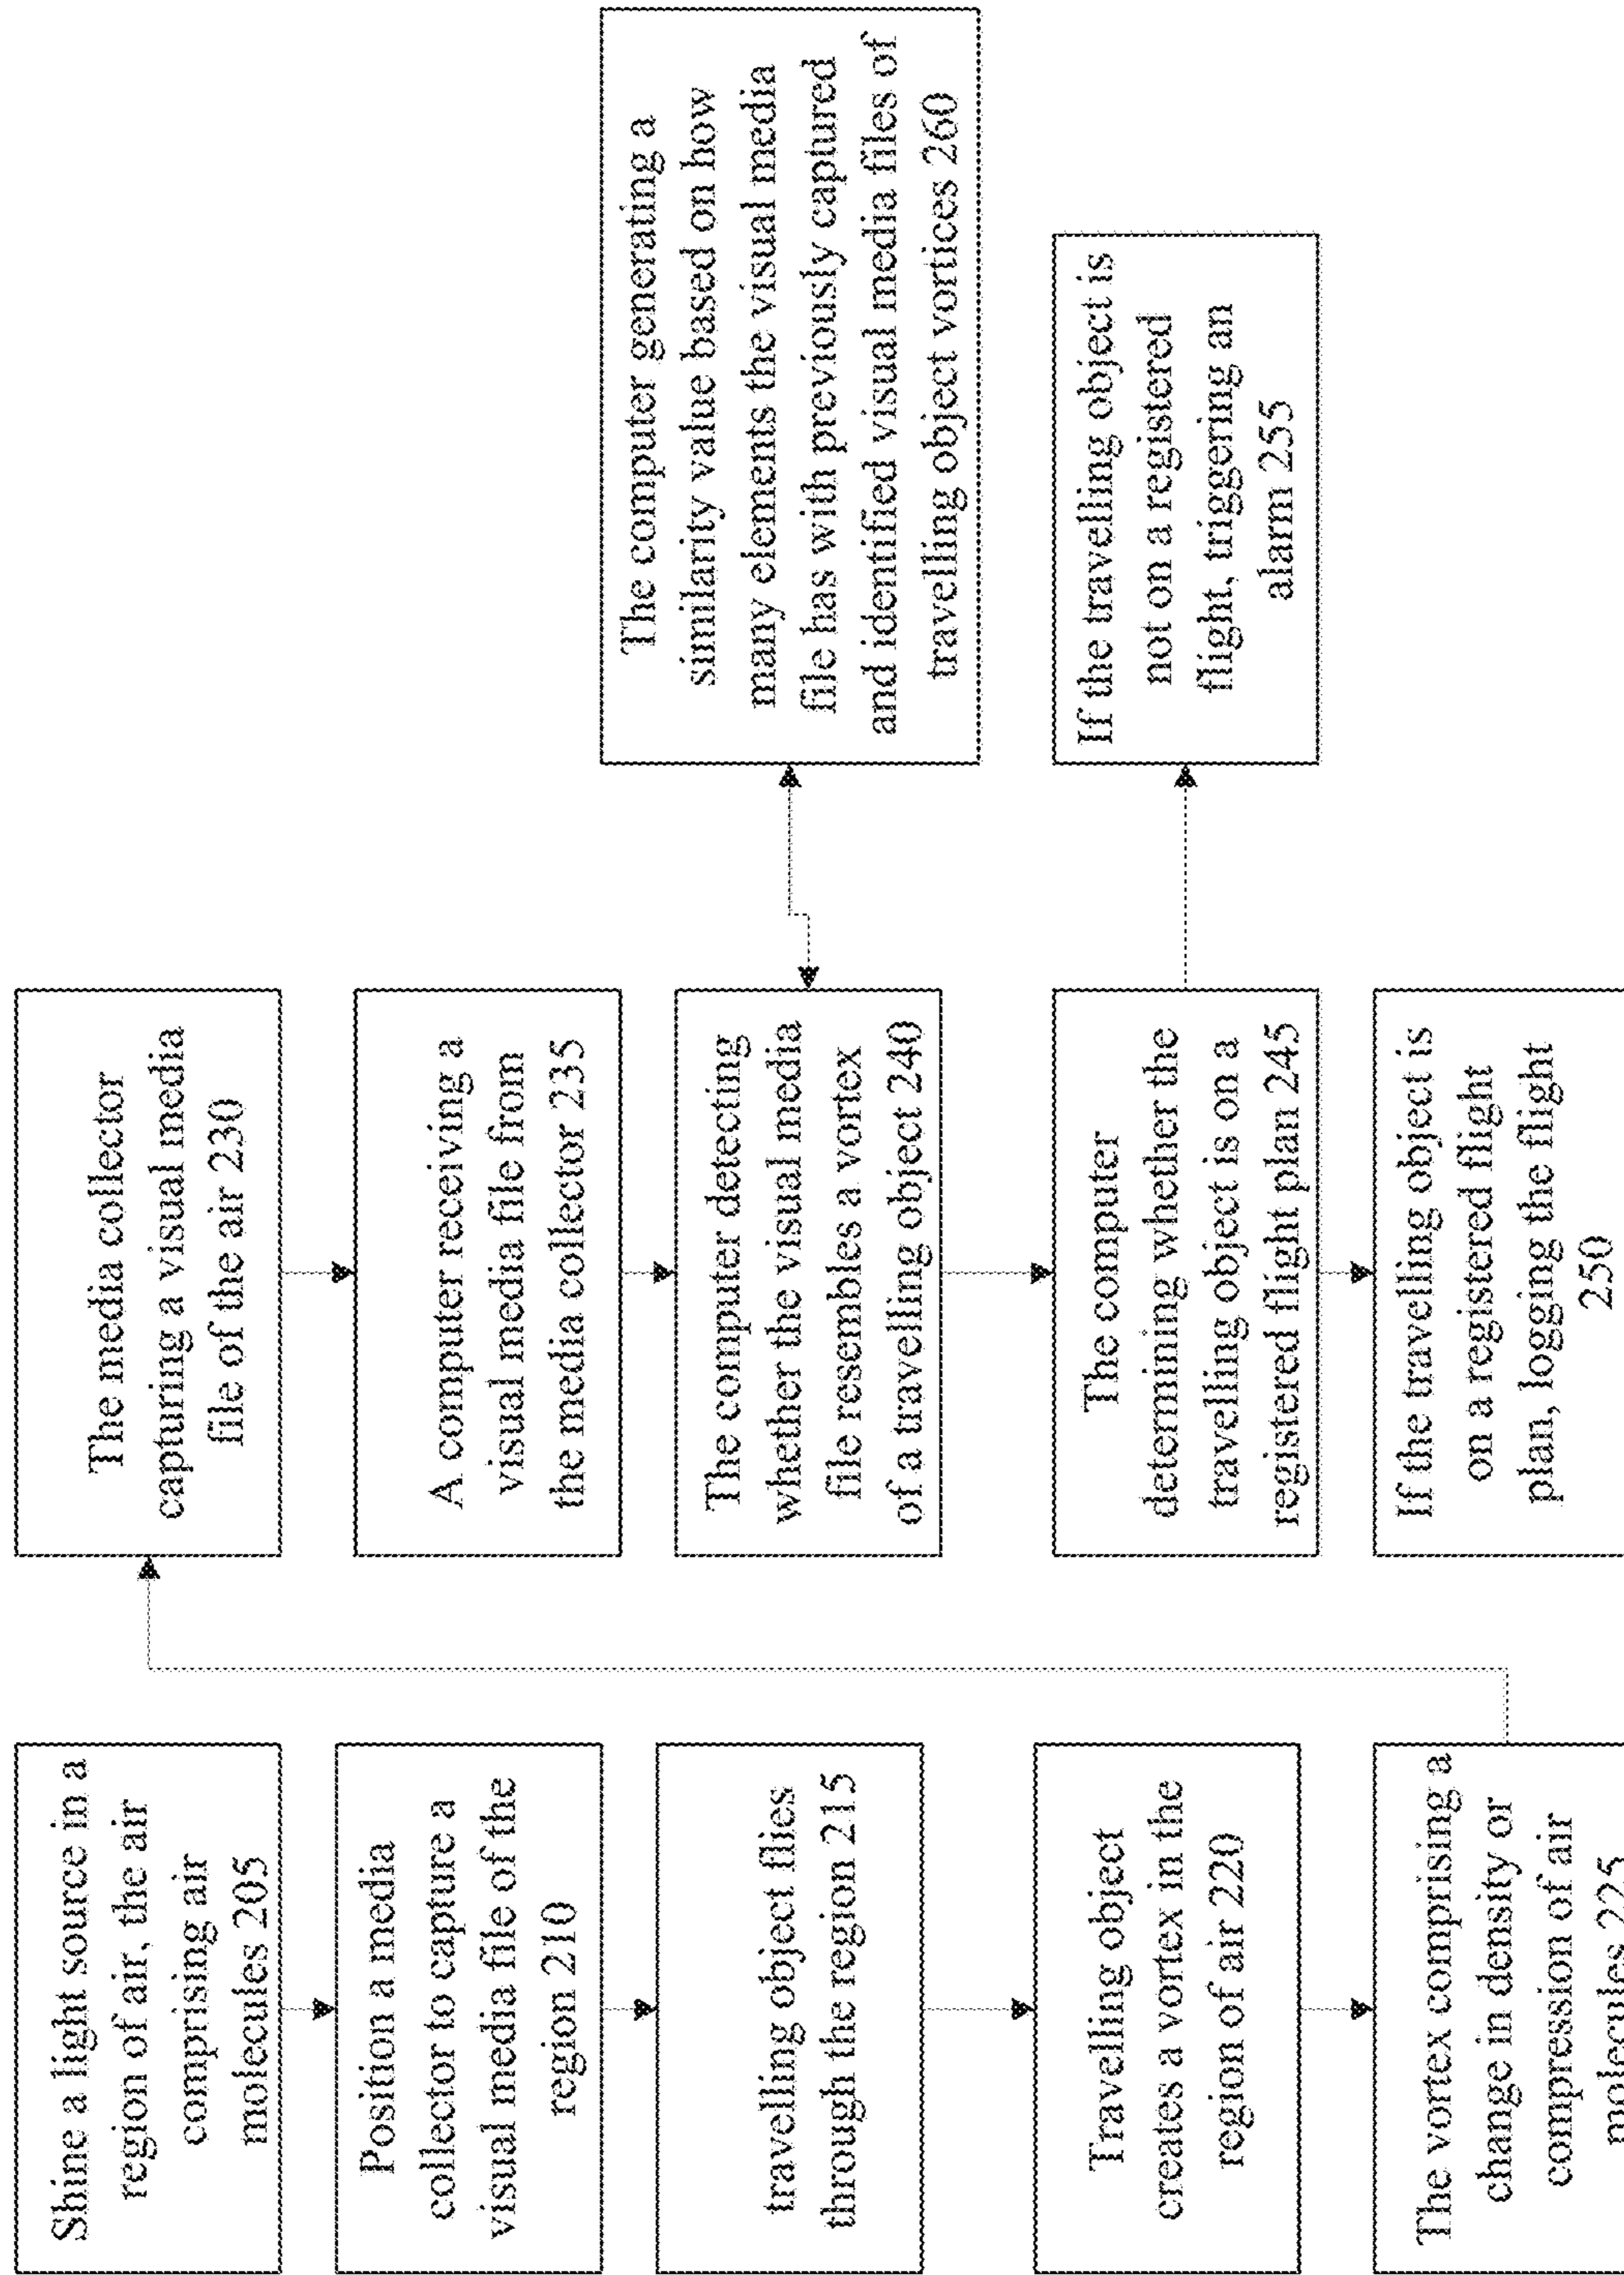 Shine a light source in a
region of air, the air
comprising air
molecules 205
Position a media
collector to capture a
visual media file of the
region 210
travelling object flies
through the region 215
Travelling object
creates a vortex in the
region of air 220
The vortex comprising a
change in density or
compression of air
molecules 225
The media collector
capturing a visual media
file of the air 230
A computer receiving a
visual media file from
the media collector 235
The computer detecting
whether the visual media
file resembles a vortex
of a travelling object 240
The computer
determining whether the
travelling object is on a
registered flight plan 245
If the travelling object is
on a registered flight
plan, logging the flight
250
The computer generating a
similarity value based on how
many elements the visual media
file has with previously captured
and identified visual media files of
travelling object vortices 260
If the travelling object is
not on a registered
flight, triggering an
alarm 255